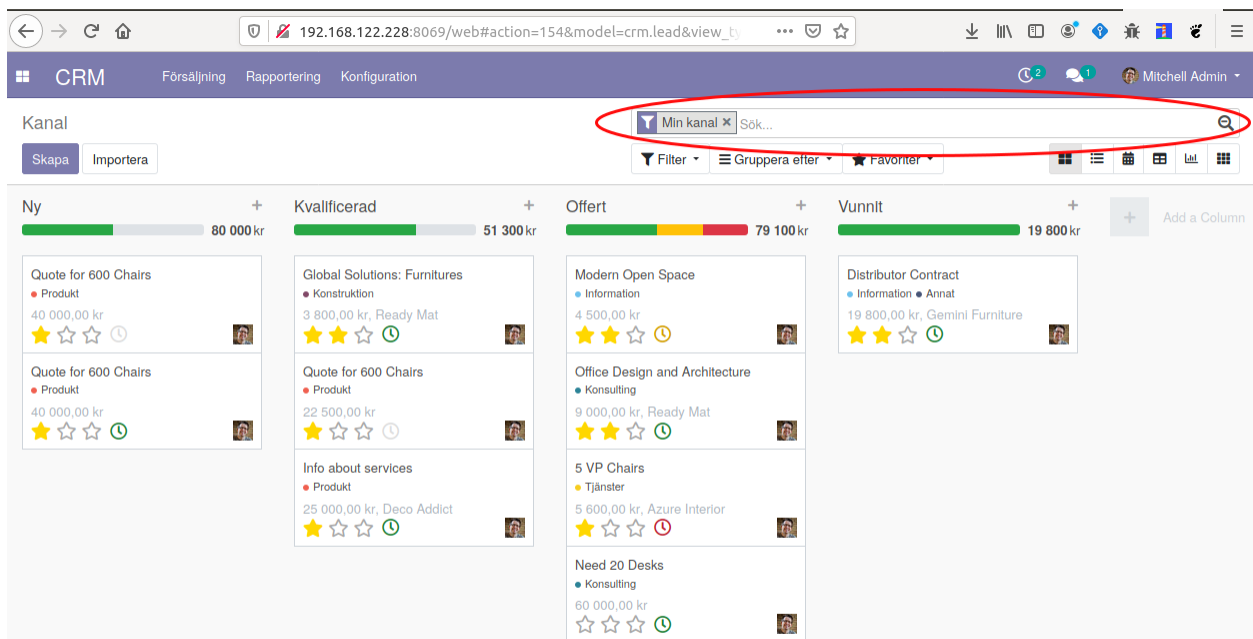 192.168.122.228:8069/web#action=154&model=crm.lead&view_ty
CRM Försäljning Rapportering Konfiguration 2 1 Mitchell Admin
Kanal
Min kanal × Sök...
Skapa Importera
Filter Gruppera efter Favoriter
Ny
80 000 kr
Quote for 600 Chairs
Produkt
40 000,00 kr
Quote for 600 Chairs
Produkt
40 000,00 kr
Kvalificerad
51 300 kr
Global Solutions: Furnitures
Konstruktion
3 800,00 kr, Ready Mat
Quote for 600 Chairs
Produkt
22 500,00 kr
Info about services
Produkt
25 000,00 kr, Deco Addict
Offert
79 100 kr
Modern Open Space
Information
4 500,00 kr
Office Design and Architecture
Konsulting
9 000,00 kr, Ready Mat
5 VP Chairs
Tjänster
5 600,00 kr, Azure Interior
Need 20 Desks
Konsulting
60 000,00 kr
Vunnit
19 800 kr
Distributor Contract
Information Annat
19 800,00 kr, Gemini Furniture
Add a Column